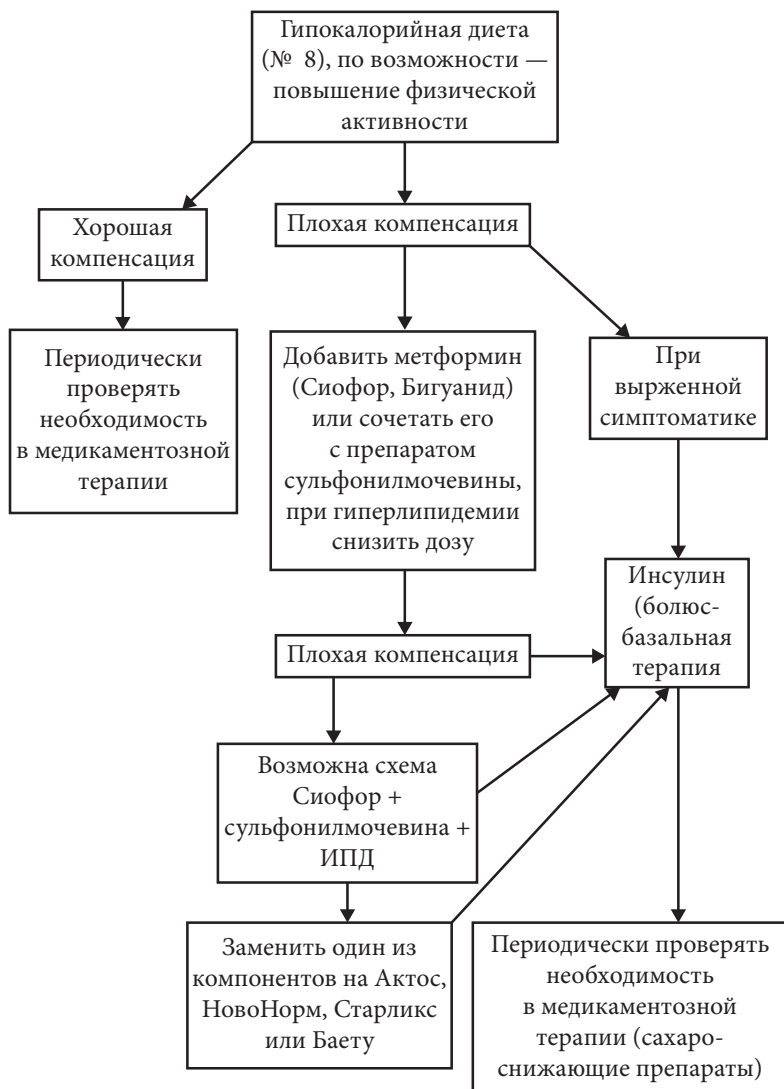 Гипокалорийная диета
(№ 8), по возможности —
повышение физической
активности
Хорошая
компенсация
Плохая компенсация
Периодически
проверять
необходимость
в медикаментозной
терапии
Добавить метформин
(Сиофор, Бигуанид)
или сочетать его
с препаратом
сульфонилмочевины,
при гиперлипидемии
снизить дозу
При
вырженной
симптоматике
Плохая компенсация
Инсулин
(болюс-
базальная
терапия
Возможна схема
Сиофор +
сульфонилмочевина +
ИПД
Заменить один из
компонентов на Актос,
НовоНорм, Старликс
или Баету
Периодически проверять
необходимость
в медикаментозной
терапии (сахаро-
снижающие препараты)